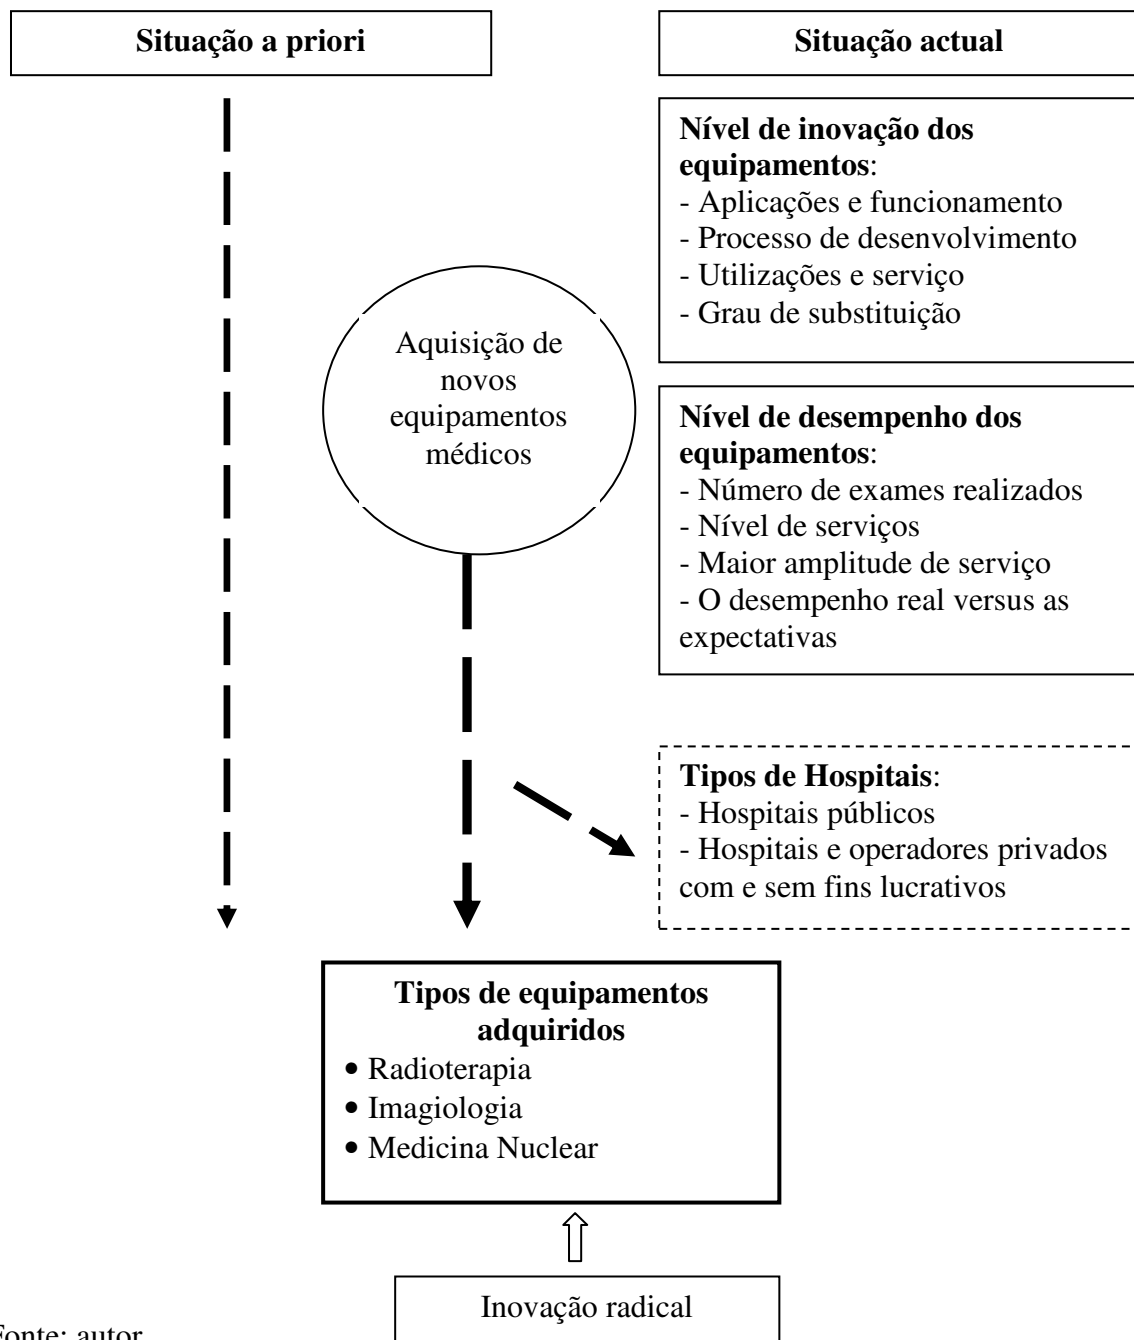 Situação a priori
Situação actual
Nível de inovação dos
equipamentos:
- Aplicações e funcionamento
- Processo de desenvolvimento
- Utilizações e serviço
- Grau de substituição
Aquisição de
novos
equipamentos
médicos
Nível de desempenho dos
equipamentos:
- Número de exames realizados
- Nível de serviços
- Maior amplitude de serviço
- O desempenho real versus as
expectativas
Tipos de Hospitais:
- Hospitais públicos
- Hospitais e operadores privados
com e sem fins lucrativos
Tipos de equipamentos
adquiridos
• Radioterapia
• Imagiologia
• Medicina Nuclear
Inovação radical
Fonte: autor